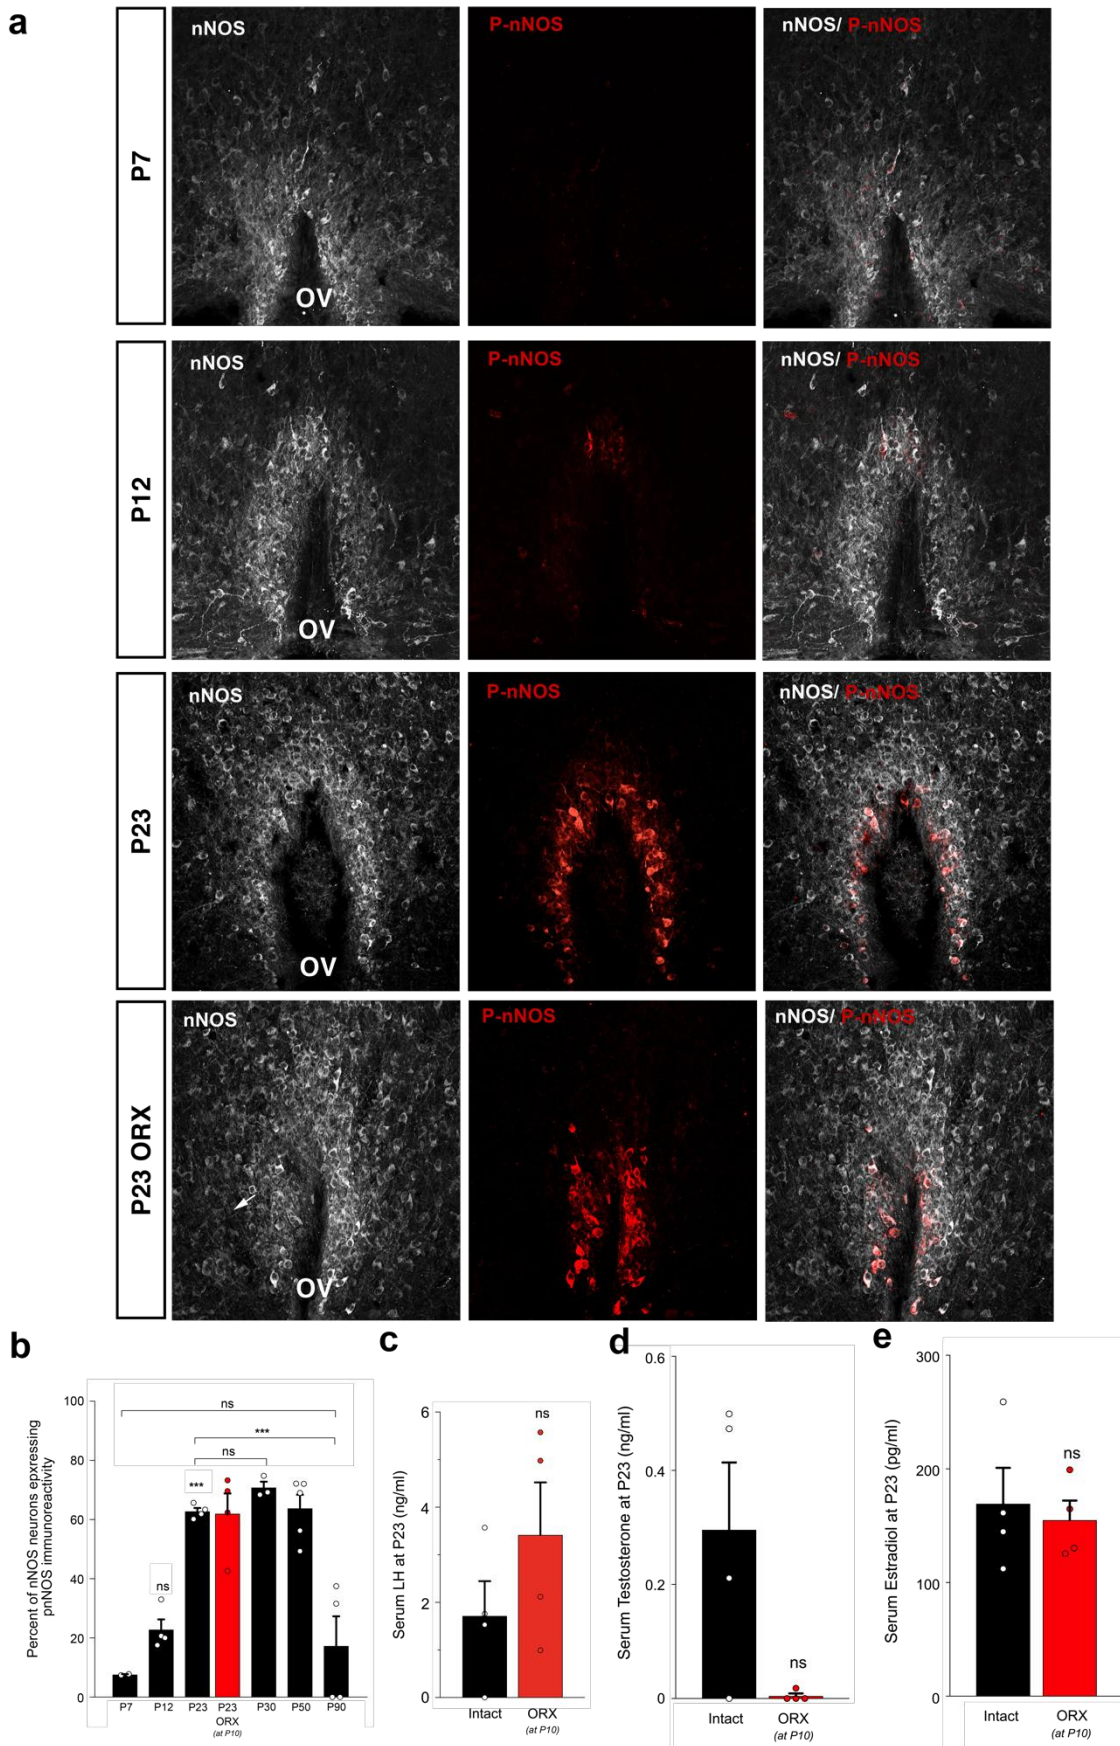 a
nNOS
P-nNOS
nNOS/ P-nNOS
P7
OV
nNOS
P-nNOS
nNOS/ P-nNOS
P12
OV
nNOS
P-nNOS
nNOS/ P-nNOS
P23
OV
nNOS
P-nNOS
nNOS/ P-nNOS
P23 ORX
OV
b
Percent of nNOS neurons epxressing
pnNOS immunoreactivity
100
80
60
40
20
0
ns
***
ns
***
ns
P7
P12
P23
P23
ORX
(at P10)
P30
P50
P90
c
Serum LH at P23 (ng/ml)
6
4
2
0
ns
Intact
ORX
(at P10)
d
Serum Testosterone at P23 (ng/ml)
0.6
0.4
0.2
0
ns
Intact
ORX
(at P10)
e
Serum Estradiol at P23 (pg/ml)
300
200
100
0
ns
Intact
ORX
(at P10)